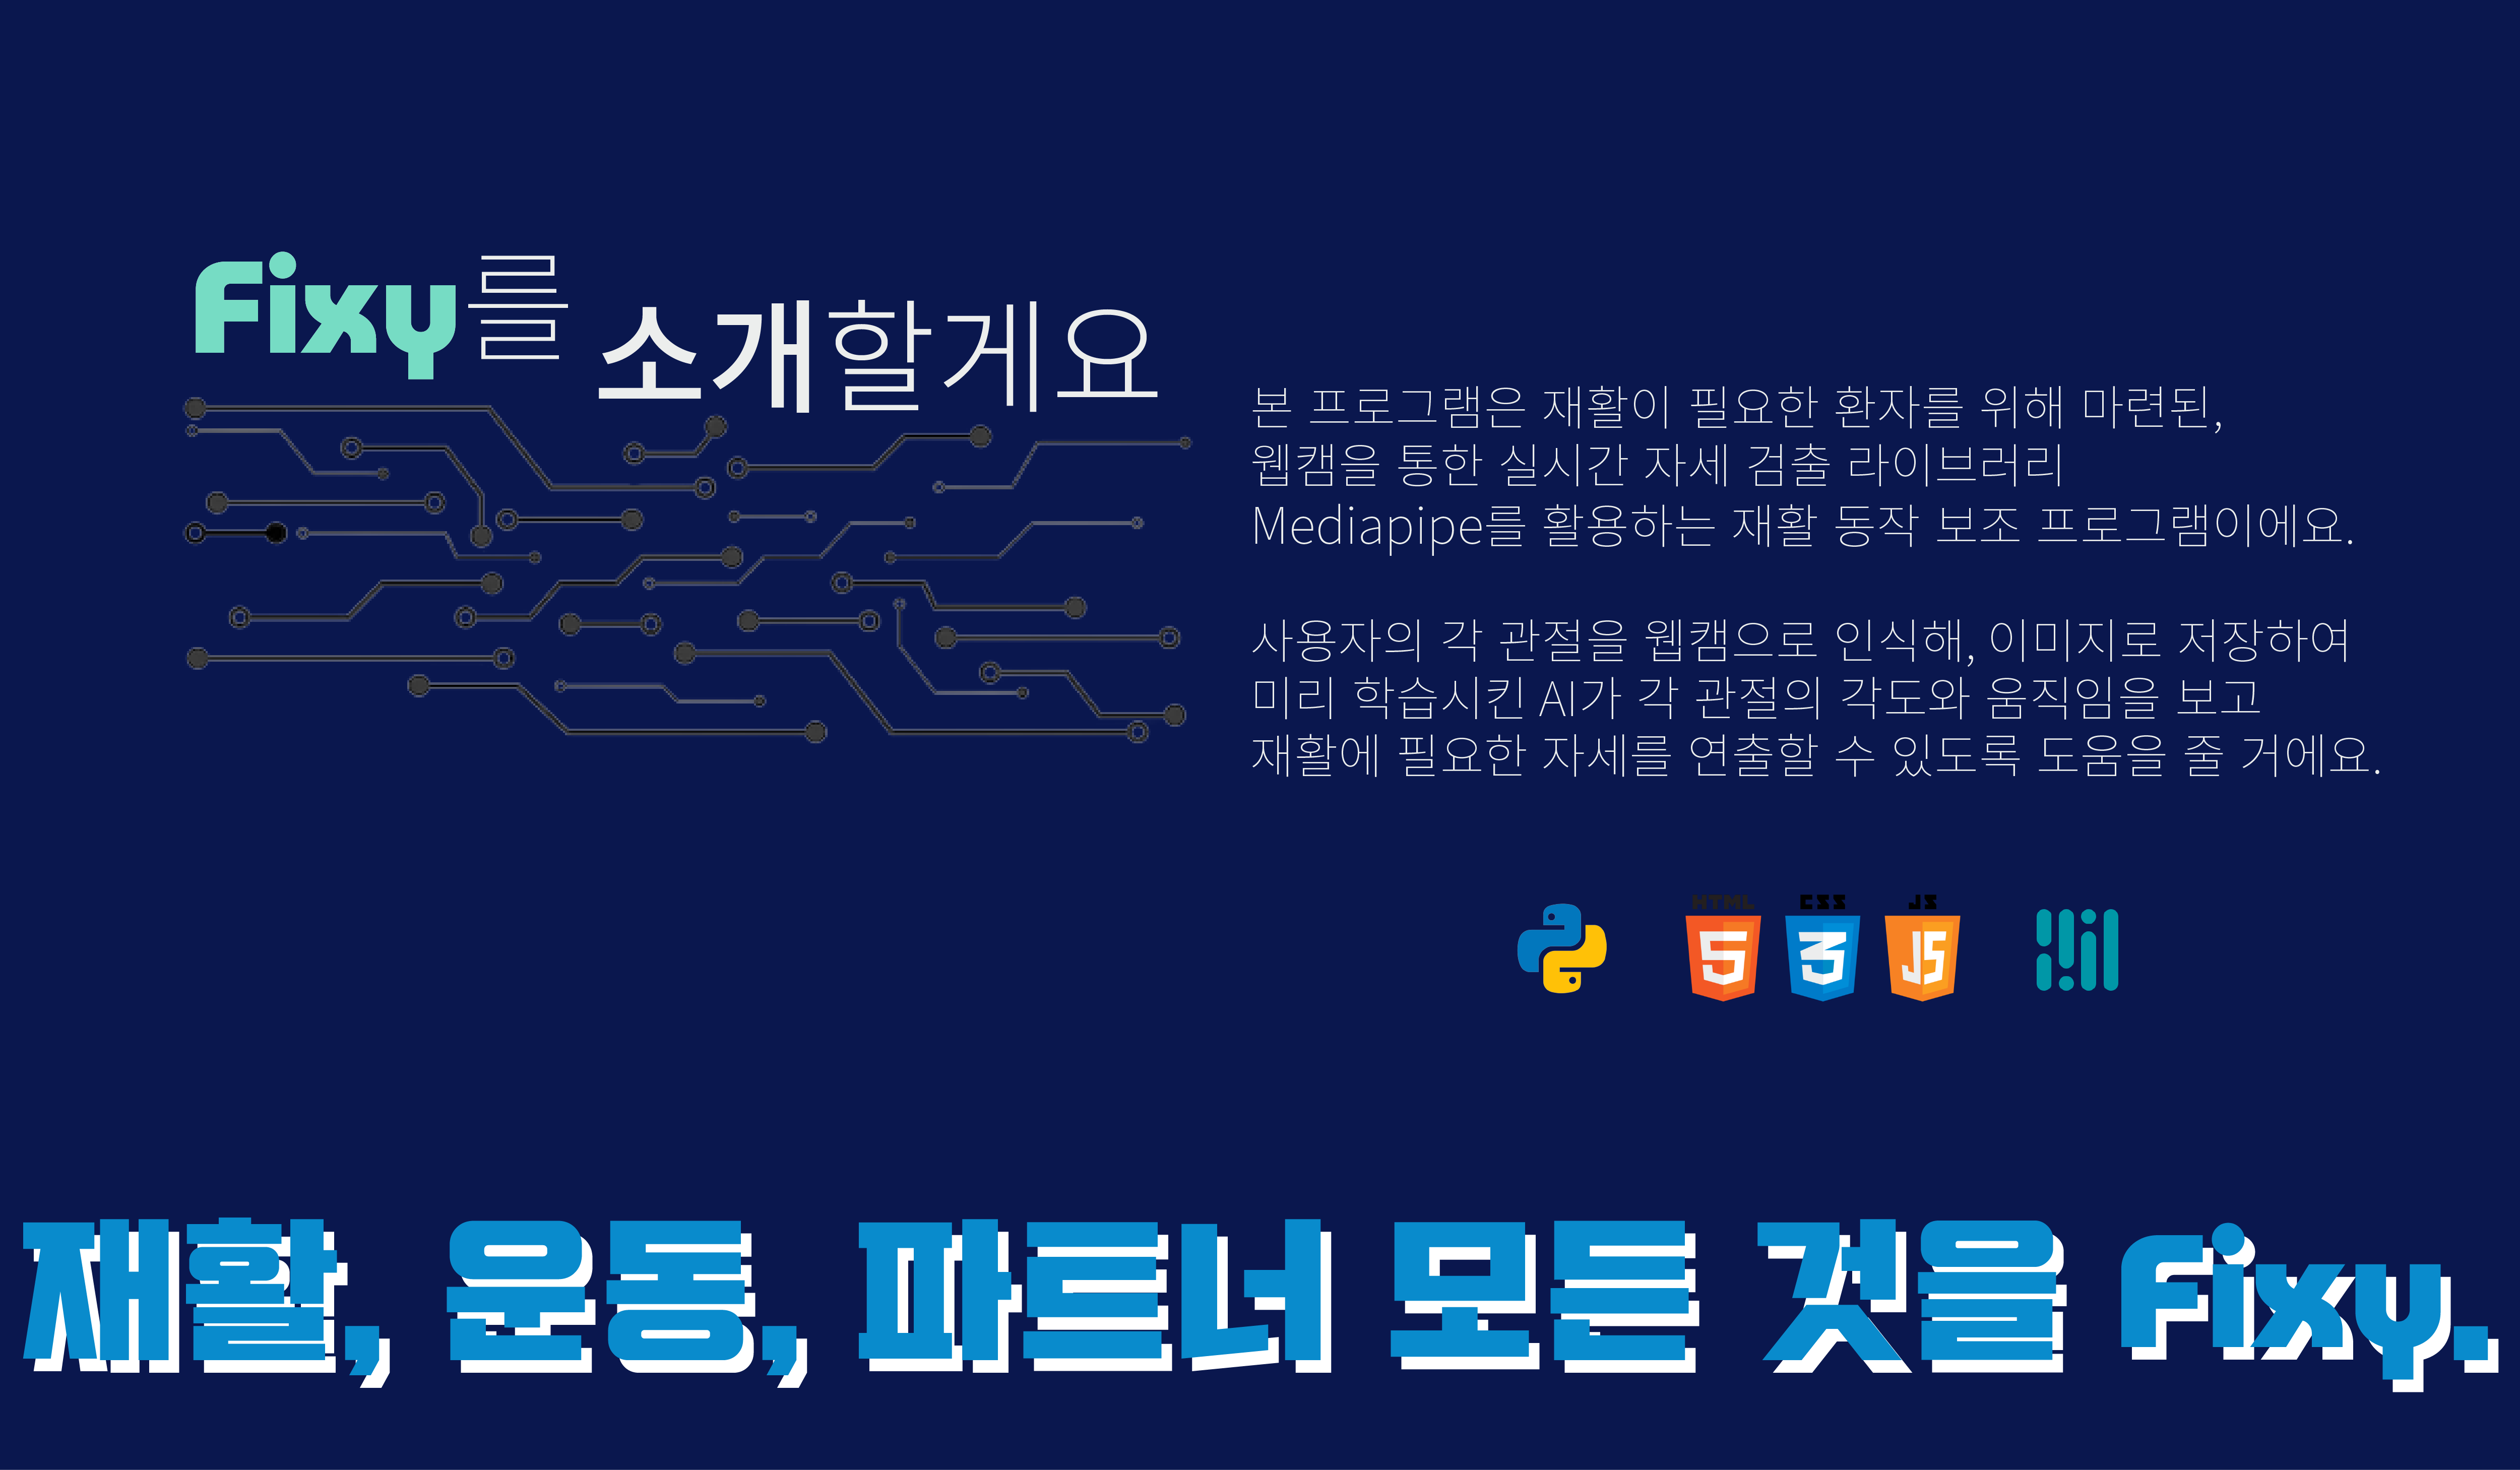 Fixy를 소개할게요
본 프로그램은 재활이 필요한 환자를 위해 마련된,
웹캠을 통한 실시간 자세 검출 라이브러리
Mediapipe를 활용하는 재활 동작 보조 프로그램이에요.
사용자의 각 관절을 웹캠으로 인식해, 이미지로 저장하여
미리 학습시킨 AI가 각 관절의 각도와 움직임을 보고
재활에 필요한 자세를 연출할 수 있도록 도움을 줄 거에요.
HTML CSS JS
5 3 JS
재활, 운동, 파트너 모든 것을 Fixy.